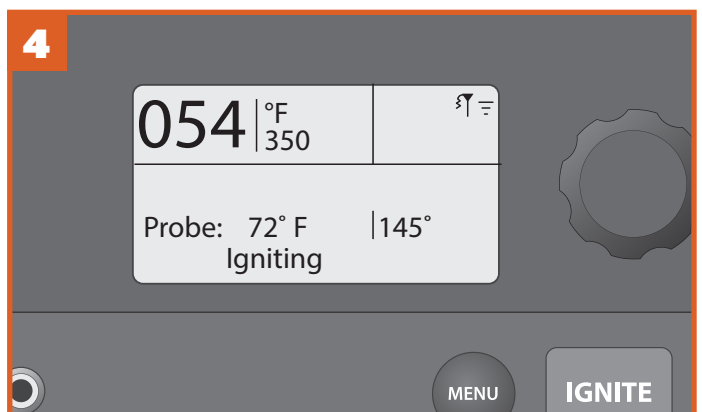 4
054 °F
350
Probe: 72° F 145°
Igniting
MENU
IGNITE